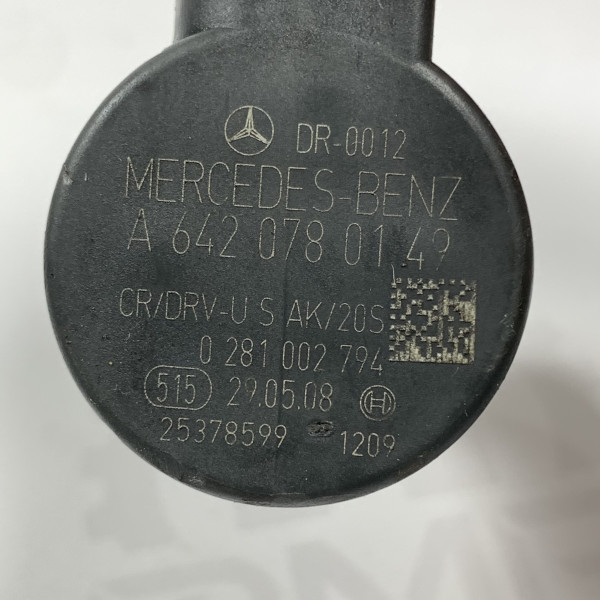 DR-0012
MERCEDES-BENZ
A 642 078 01 49
CR/DRV-U S AK/20S
0 281 002 794
515 29.05.08
25378599 1209